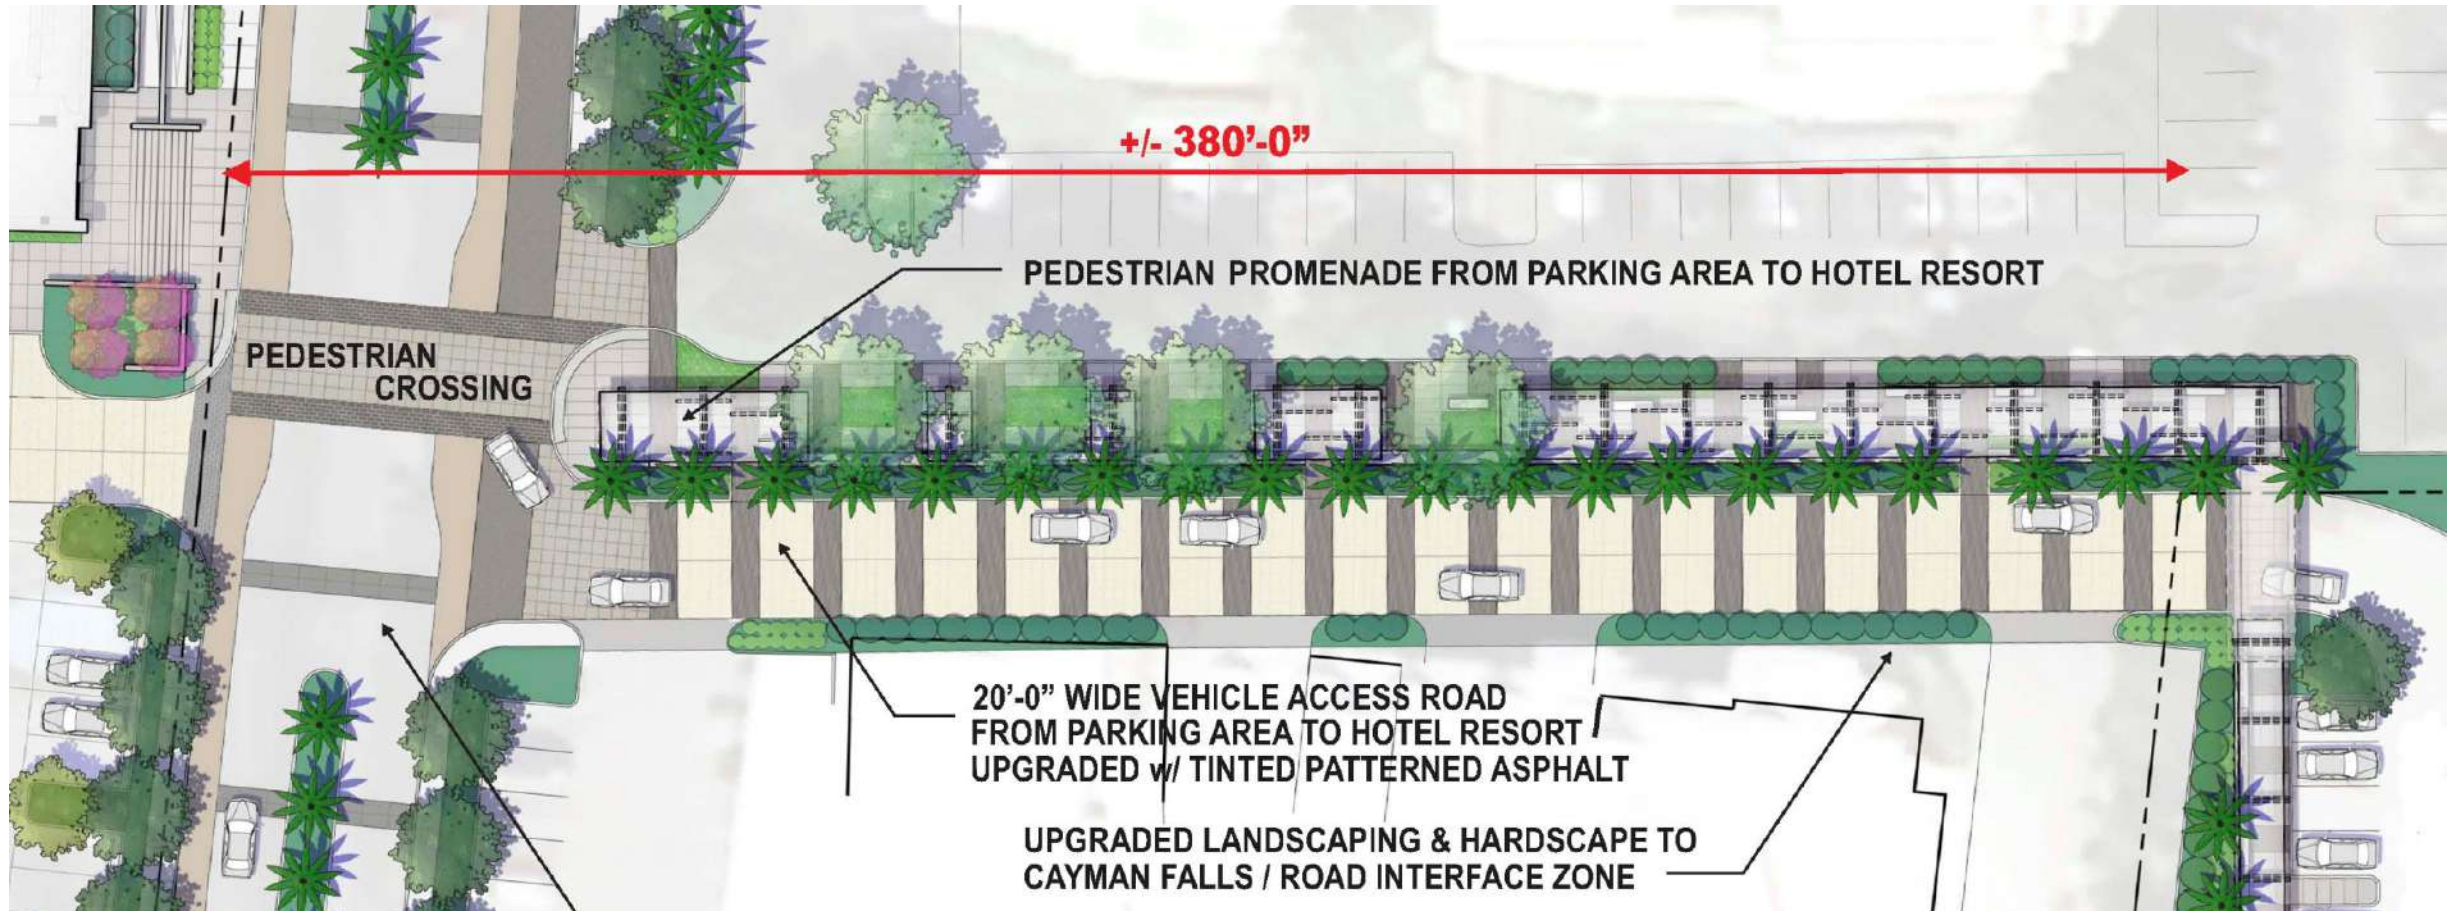 +/- 380’-0”
PEDESTRIAN PROMENADE FROM PARKING AREA TO HOTEL RESORT
PEDESTRIAN
CROSSING
20’-0” WIDE VEHICLE ACCESS ROAD
FROM PARKING AREA TO HOTEL RESORT
UPGRADED w/ TINTED PATTERNED ASPHALT
UPGRADED LANDSCAPING & HARDSCAPE TO
CAYMAN FALLS / ROAD INTERFACE ZONE